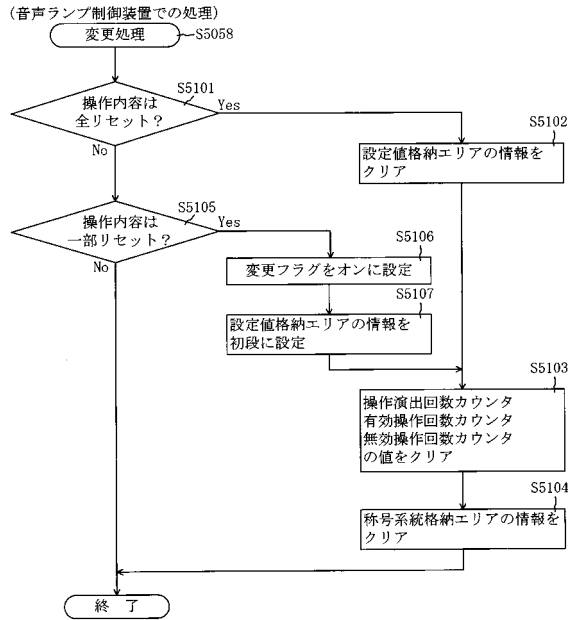 (音声ランプ制御装置での処理)
変更処理
S5058
S5101
操作内容は
全リセット?
Yes
No
S5102
設定値格納エリアの情報を
クリア
S5105
操作内容は
一部リセット?
Yes
No
S5106
変更フラグをオンに設定
S5107
設定値格納エリアの情報を
初段に設定
S5103
操作演出回数カウンタ
有効操作回数カウンタ
無効操作回数カウンタ
の値をクリア
S5104
称号系統格納エリアの情報を
クリア
終 了